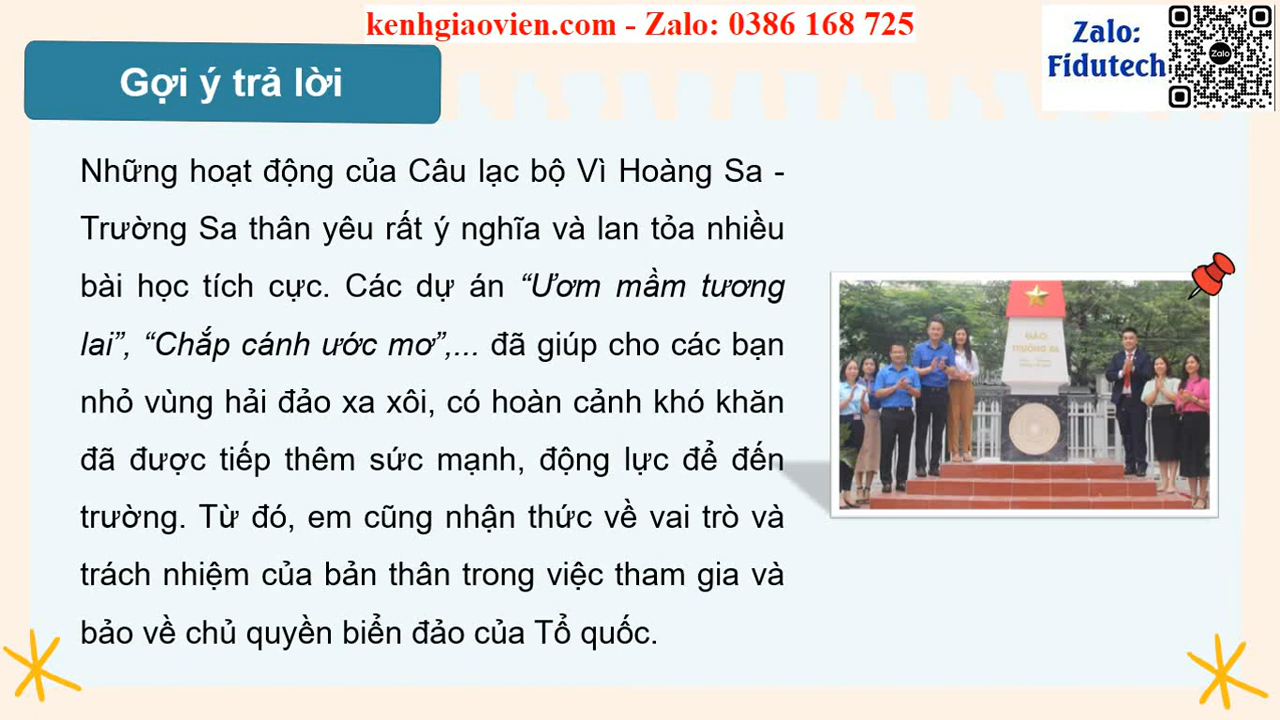 kenhgiaovien.com - Zalo: 0386 168 725
Zalo:
Fidutech
Zalo
Gợi ý trả lời
Những hoạt động của Câu lạc bộ Vì Hoàng Sa -
Trường Sa thân yêu rất ý nghĩa và lan tỏa nhiều
bài học tích cực. Các dự án “Ươm mầm tương
lai”, “Chắp cánh ước mơ”,... đã giúp cho các bạn
nhỏ vùng hải đảo xa xôi, có hoàn cảnh khó khăn
đã được tiếp thêm sức mạnh, động lực để đến
trường. Từ đó, em cũng nhận thức về vai trò và
trách nhiệm của bản thân trong việc tham gia và
bảo về chủ quyền biển đảo của Tổ quốc.
ĐẢO
TRƯỜNG SA